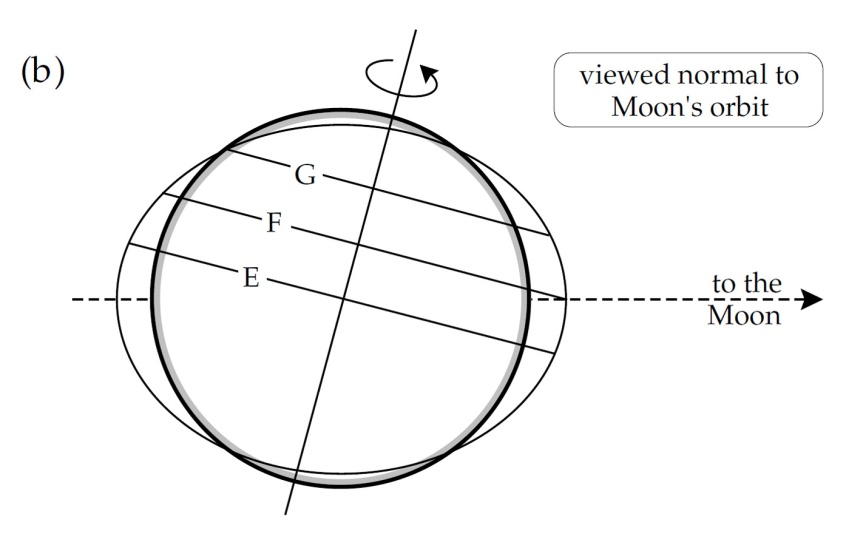 (b)
viewed normal to
Moon's orbit
G
F
E
to the
Moon